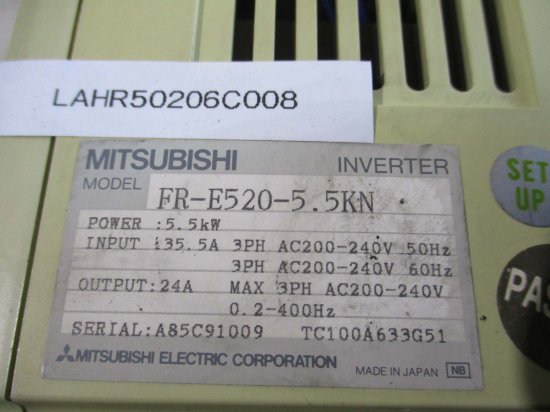 LAHR50206C008
MITSUBISHI INVERTER
MODEL FR-E520-5.5KN
POWER :5.5kW
INPUT :35.5A 3PH AC200-240V 50Hz
3PH AC200-240V 60Hz
OUTPUT:24A MAX 3PH AC200-240V
0.2-400Hz
SERIAL:A85C91009 TC100A633G51
MITSUBISHI ELECTRIC CORPORATION
MADE IN JAPAN NB
SET
UP